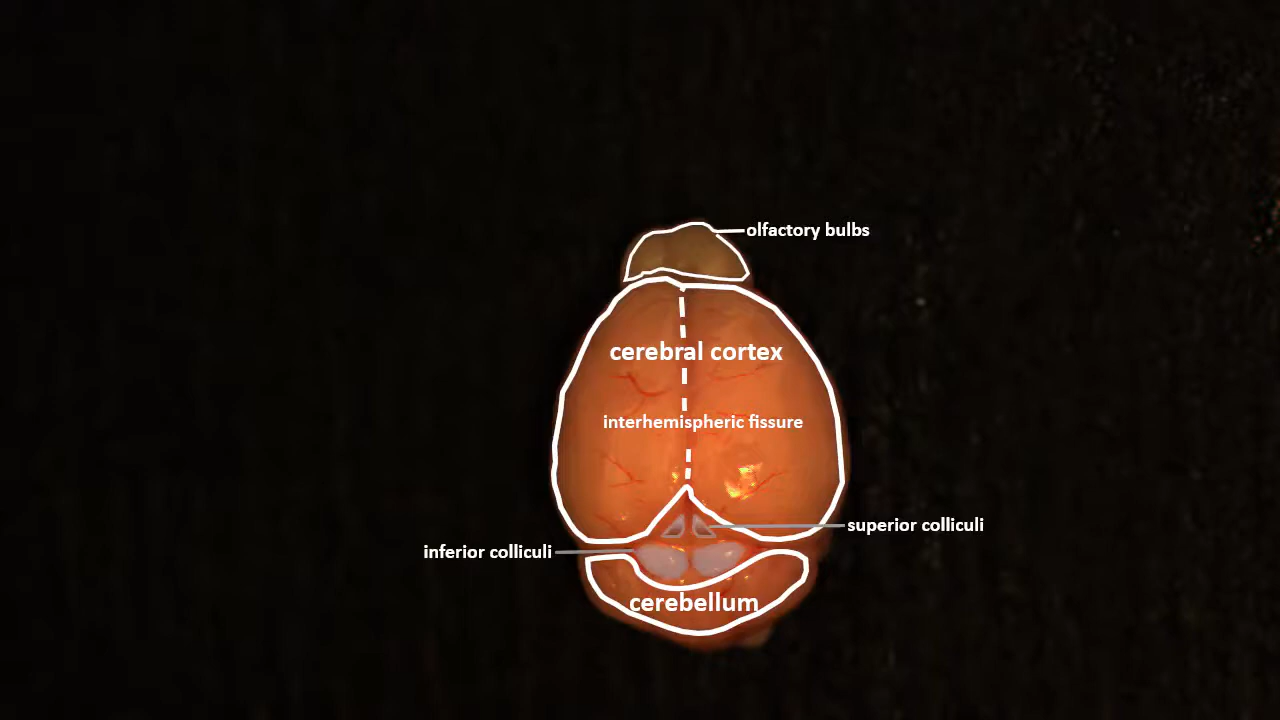 olfactory bulbs
cerebral cortex
interhemispheric fissure
superior colliculi
inferior colliculi
cerebellum